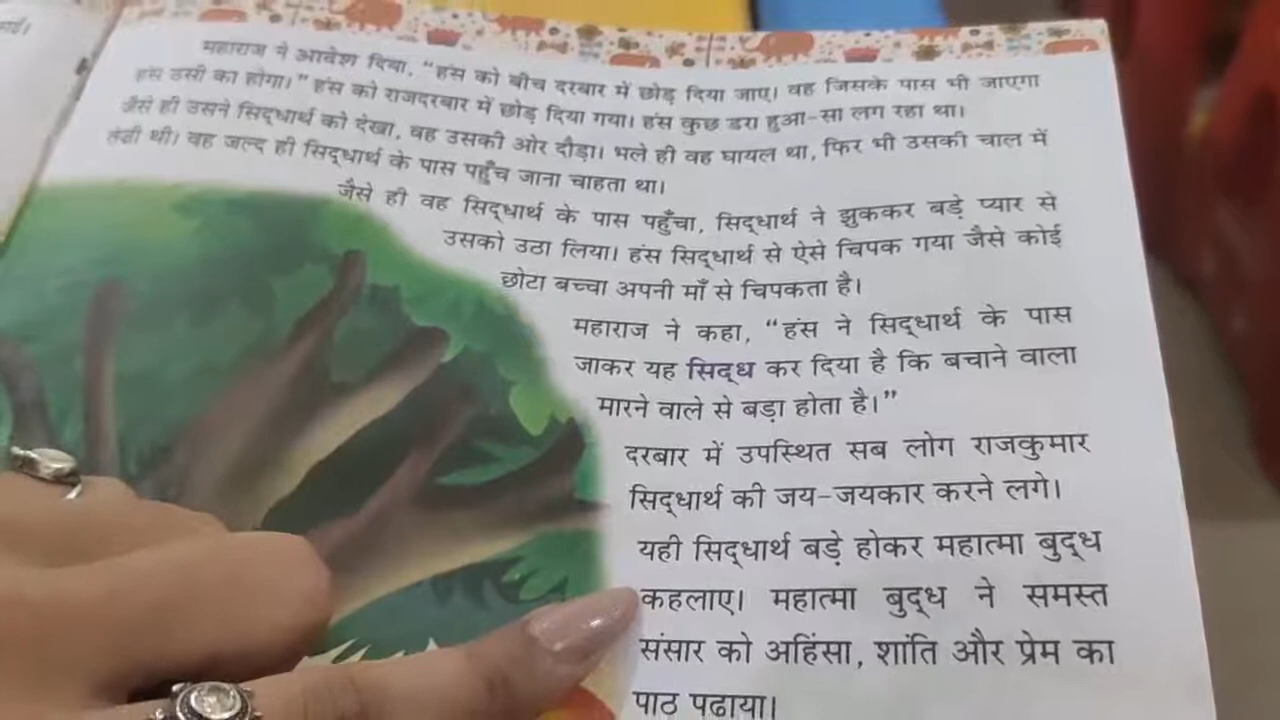 महाराज ने आदेश दिया, “हंस को बीच दरबार में छोड़ दिया जाए। वह जिसके पास भी जाएगा
हंस उसी का होगा।” हंस को राजदरबार में छोड़ दिया गया। हंस कुछ डरा हुआ-सा लग रहा था।
जैसे ही उसने सिद्धार्थ को देखा, वह उसकी ओर दौड़ा। भले ही वह घायल था, फिर भी उसकी चाल में
तेज़ी थी। वह जल्द ही सिद्धार्थ के पास पहुँच जाना चाहता था।
जैसे ही वह सिद्धार्थ के पास पहुँचा, सिद्धार्थ ने झुककर बड़े प्यार से
उसको उठा लिया। हंस सिद्धार्थ से ऐसे चिपक गया जैसे कोई
छोटा बच्चा अपनी माँ से चिपकता है।
महाराज ने कहा, “हंस ने सिद्धार्थ के पास
जाकर यह सिद्ध कर दिया है कि बचाने वाला
मारने वाले से बड़ा होता है।”
दरबार में उपस्थित सब लोग राजकुमार
सिद्धार्थ की जय-जयकार करने लगे।
यही सिद्धार्थ बड़े होकर महात्मा बुद्ध
कहलाए। महात्मा बुद्ध ने समस्त
संसार को अहिंसा, शांति और प्रेम का
पाठ पढ़ाया।